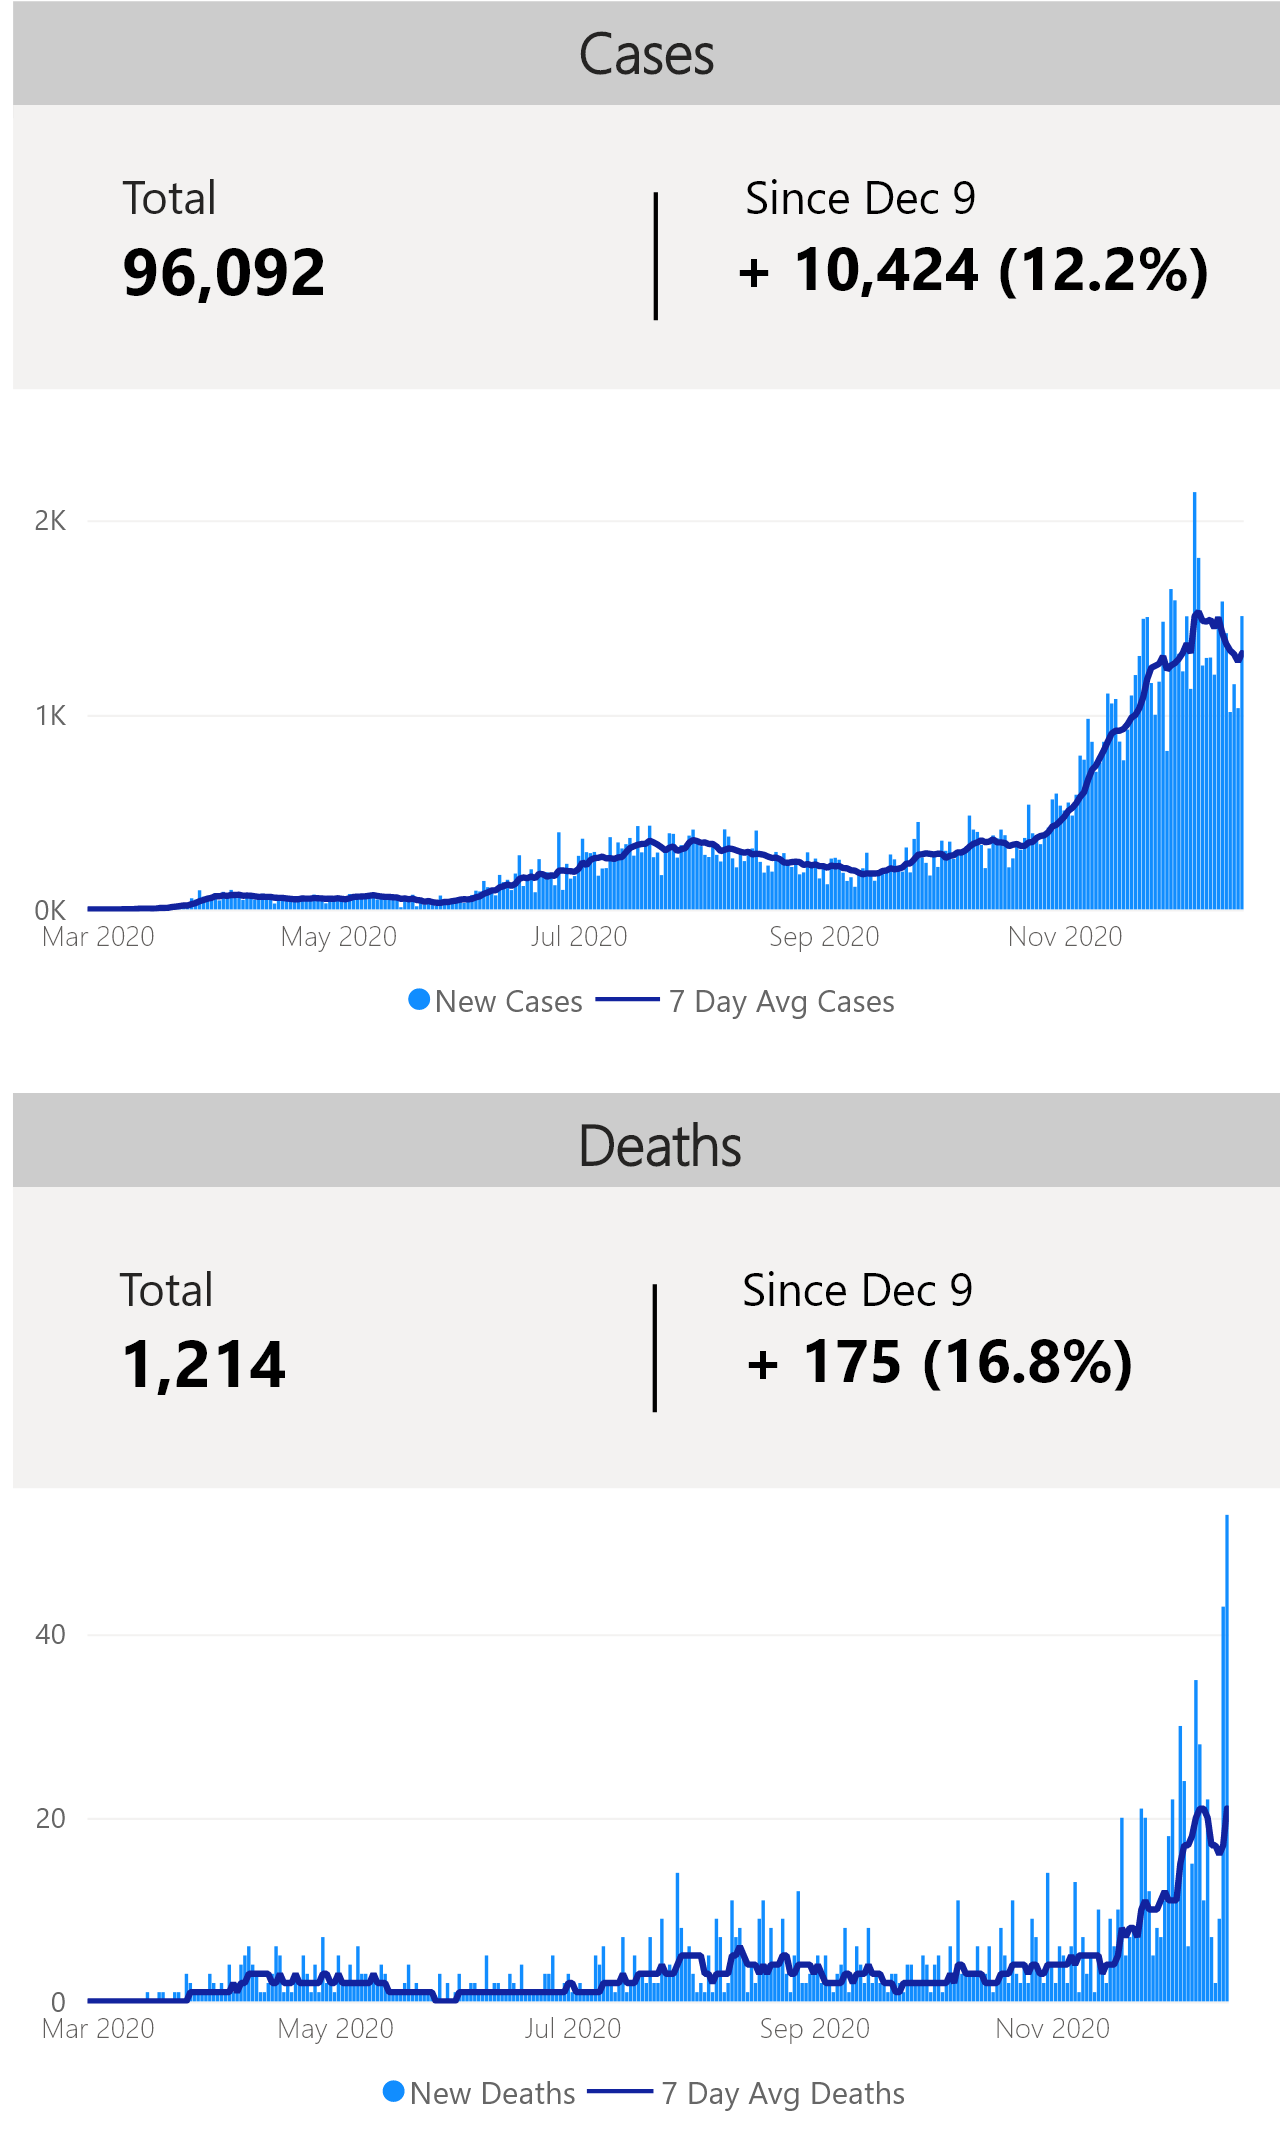 Cases
Total
Since Dec 9
96,092
+ 10,424 (12.2%)
2K
1K
0K
Mar 2020
May 2020
Jul 2020
Sep 2020
Nov 2020
New Cases
7 Day Avg Cases
Deaths
Total
Since Dec 9
1,214
+ 175 (16.8%)
40
20
0
Mar 2020
May 2020
Jul 2020
Sep 2020
Nov 2020
New Deaths
7 Day Avg Deaths